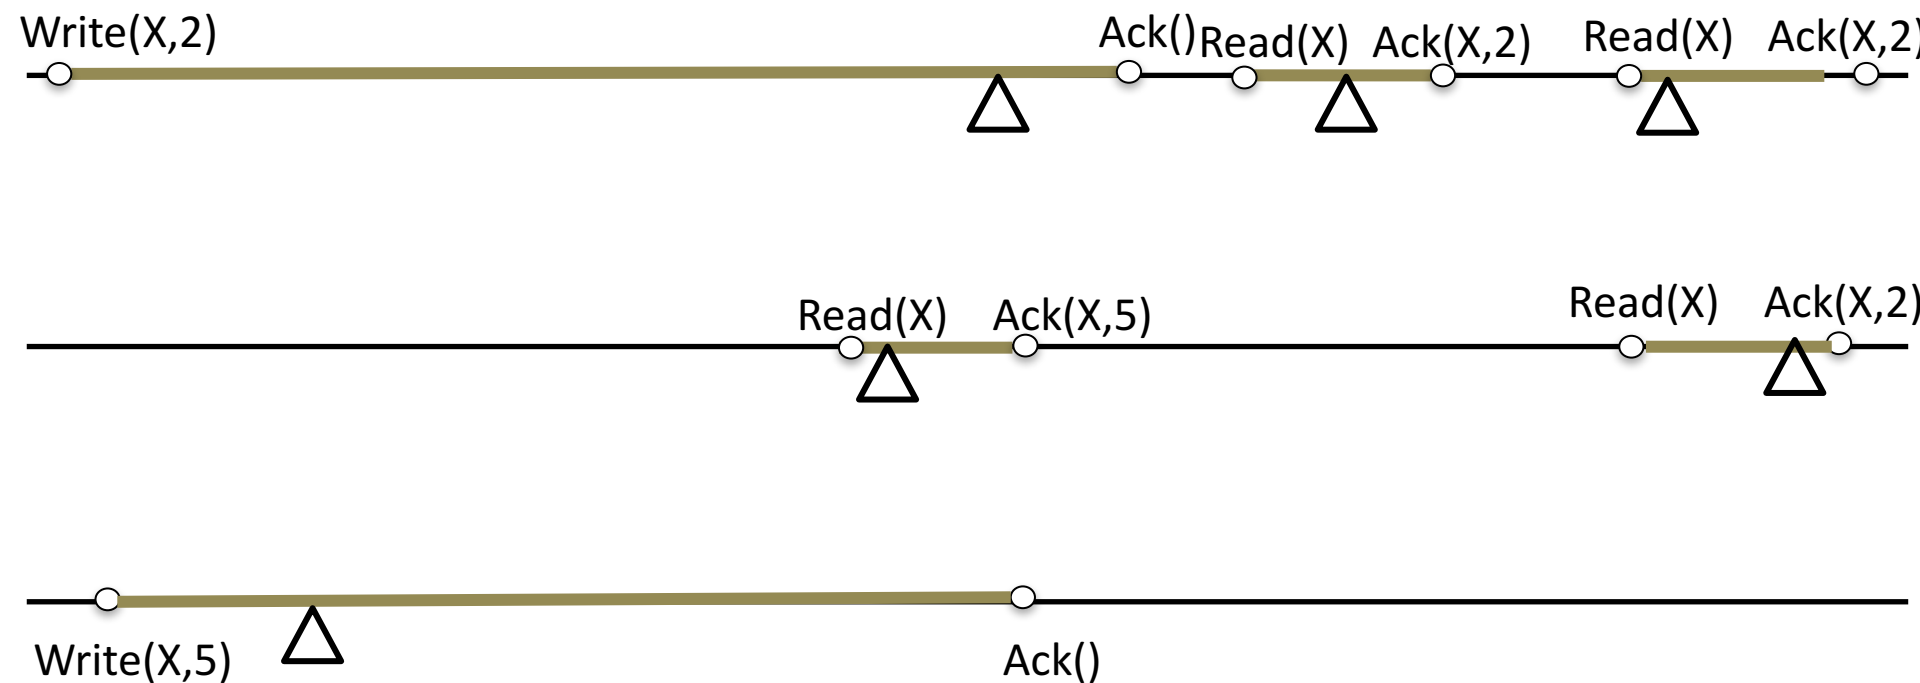 Write(X,2) Ack() Read(X) Ack(X,2) Read(X) Ack(X,2)
Read(X) Ack(X,5) Read(X) Ack(X,2)
Write(X,5) Ack()